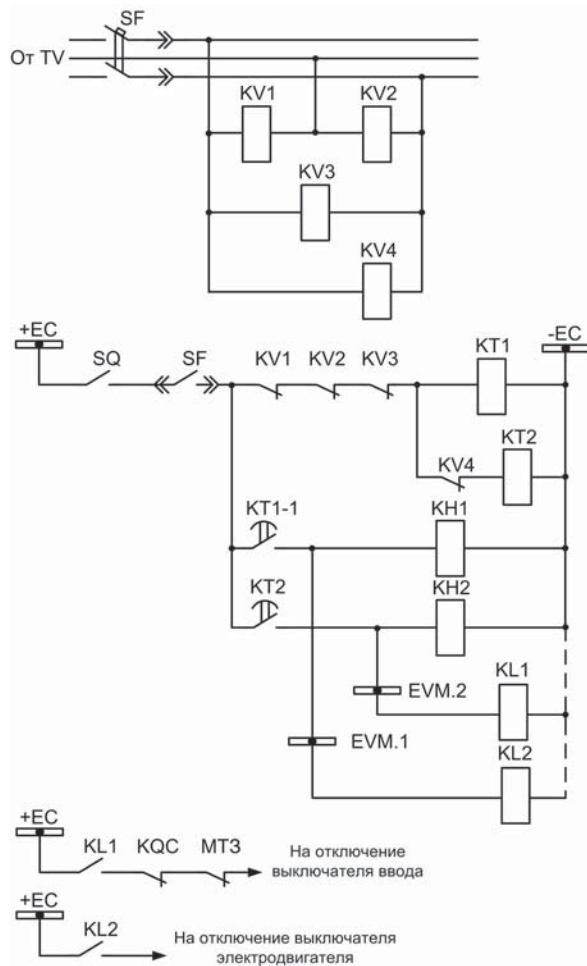 SF
От TV
KV1
KV2
KV3
KV4
+EC
-EC
SQ
SF
KV1
KV2
KV3
KT1
KV4
KT2
KT1-1
KH1
KT2
KH2
EVM.2
KL1
EVM.1
KL2
+EC
KL1
KQC
МТЗ
На отключение
выключателя ввода
+EC
KL2
На отключение выключателя
электродвигателя